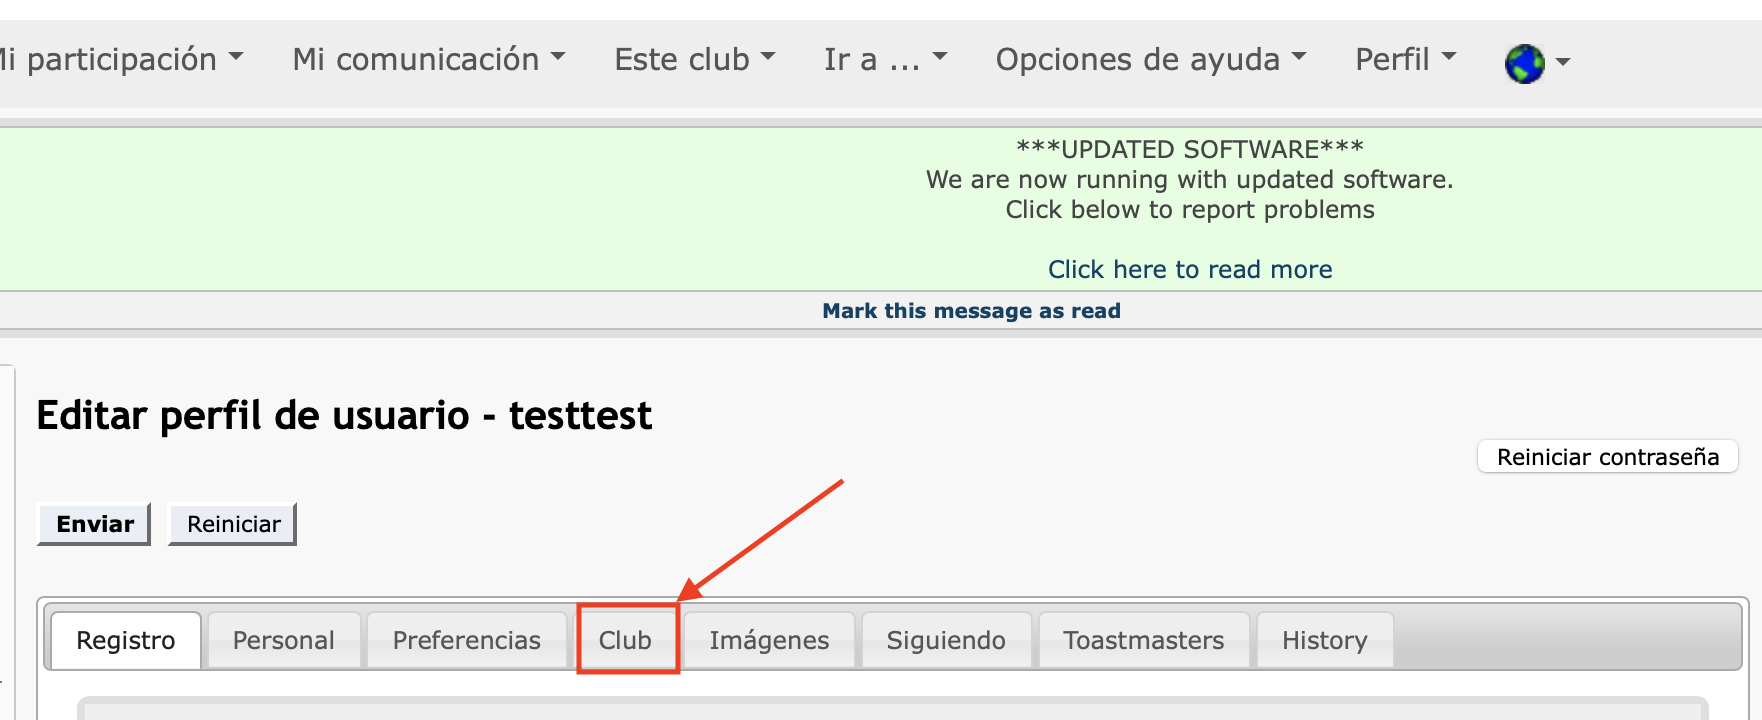 Mi participación
Mi comunicación
Este club
Ir a ...
Opciones de ayuda
Perfil
***UPDATED SOFTWARE***
We are now running with updated software.
Click below to report problems
Click here to read more
Mark this message as read
Editar perfil de usuario - testtest
Reiniciar contraseña
Enviar
Reiniciar
Registro
Personal
Preferencias
Club
Imágenes
Siguiendo
Toastmasters
History